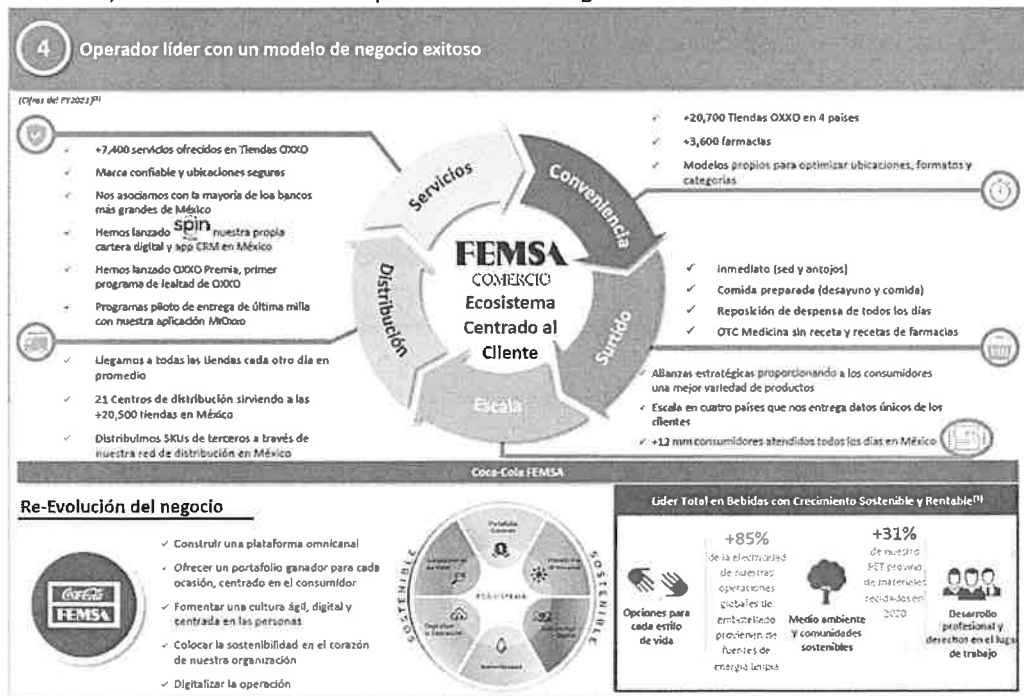 4 Operador líder con un modelo de negocio exitoso
+7,400 servicios ofrecidos en Tiendas OXXO
Marca confiable y ubicaciones seguras
Nos asociamos con la mayoría de los bancos
más grandes de México
Hemos lanzado spin nuestra propia
cartera digital y app CRM en México
Hemos lanzado OXXO Premia, primer
programa de lealtad de OXXO
Programas piloto de entrega de última milla
con nuestra aplicación MiOxxo
Llegamos a todas las tiendas cada otro día en
promedio
21 Centros de distribución sirviendo a las
+20,500 tiendas en México
Distribuimos SKUs de terceros a través de
nuestra red de distribución en México
Servicios
Conveniencia
Surtido
Escala
Distribución
FEMSA
COMERCIO
Ecosistema
Centrado al
Cliente
+20,700 Tiendas OXXO en 4 países
+3,600 farmacias
Modelos propios para optimizar ubicaciones, formatos y
categorías
Inmediato (sed y antojos)
Comida preparada (desayuno y comida)
Reposición de despensa de todos los días
OTC Medicina sin receta y recetas de farmacias
Alianzas estratégicas proporcionando a los consumidores
una mejor variedad de productos
Escala en cuatro países que nos entrega datos únicos de los
clientes
+12 mm consumidores atendidos todos los días en México
Coca-Cola FEMSA
Re-Evolución del negocio
Coca-Cola
FEMSA
Construir una plataforma omnicanal
Ofrecer un portafolio ganador para cada
ocasión, centrado en el consumidor
Fomentar una cultura ágil, digital y
centrada en las personas
Colocar la sostenibilidad en el corazón
de nuestra organización
Digitalizar la operación
SOSTENIBLE
SOSTENIBLE
ECOSISTEMA
Líder Total en Bebidas con Crecimiento Sostenible y Rentable(1)
Opciones para
cada estilo
de vida
+85%
de la electricidad
de nuestras
operaciones
globales de
embotellado
provienen de
fuentes de
energía limpia
Medio ambiente
y comunidades
sostenibles
+31%
de nuestro
PET provino
de materiales
reciclados en
2020
Desarrollo
profesional y
derechos en el lugar
de trabajo